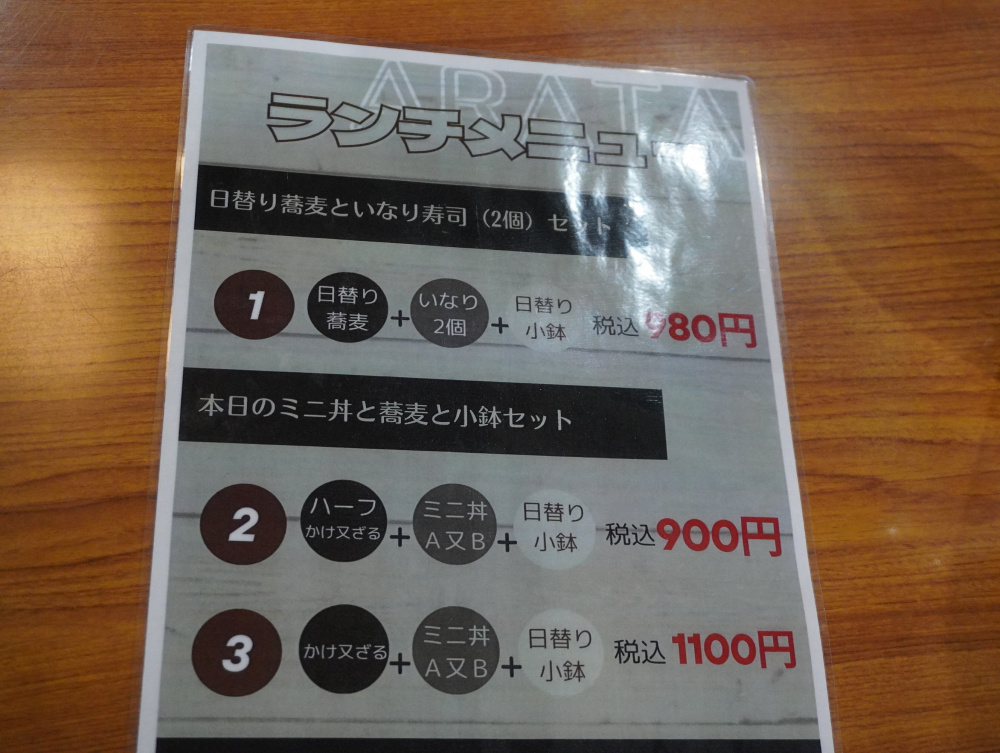 ARATA
ランチメニュー
日替り蕎麦といなり寿司（2個）セット
1 日替り蕎麦 + いなり2個 + 日替り小鉢 税込 980円
本日のミニ丼と蕎麦と小鉢セット
2 ハーフかけ又ざる + ミニ丼A又B + 日替り小鉢 税込900円
3 かけ又ざる + ミニ丼A又B + 日替り小鉢 税込 1100円